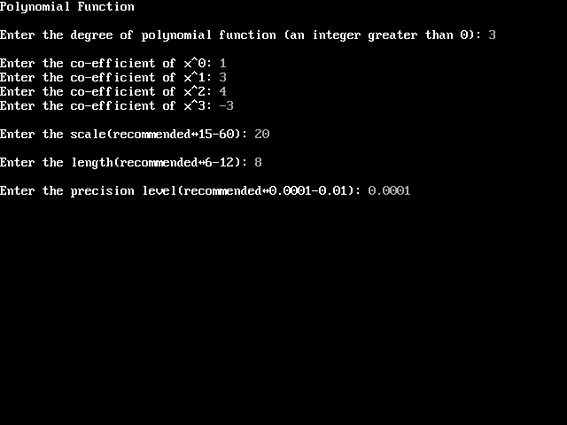 Polynomial Function
Enter the degree of polynomial function (an integer greater than 0): 3
Enter the co-efficient of x^0: 1
Enter the co-efficient of x^1: 3
Enter the co-efficient of x^2: 4
Enter the co-efficient of x^3: -3
Enter the scale(recommended↔15-60): 20
Enter the length(recommended↔6-12): 8
Enter the precision level(recommended↔0.0001-0.01): 0.0001